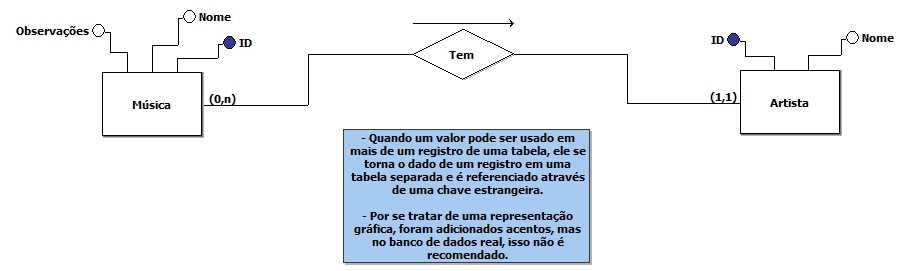 Nome
Observações
ID
Música
(0,n)
Tem
ID
Nome
(1,1)
Artista
- Quando um valor pode ser usado em
mais de um registro de uma tabela, ele se
torna o dado de um registro em uma
tabela separada e é referenciado através
de uma chave estrangeira.
- Por se tratar de uma representação
gráfica, foram adicionados acentos, mas
no banco de dados real, isso não é
recomendado.